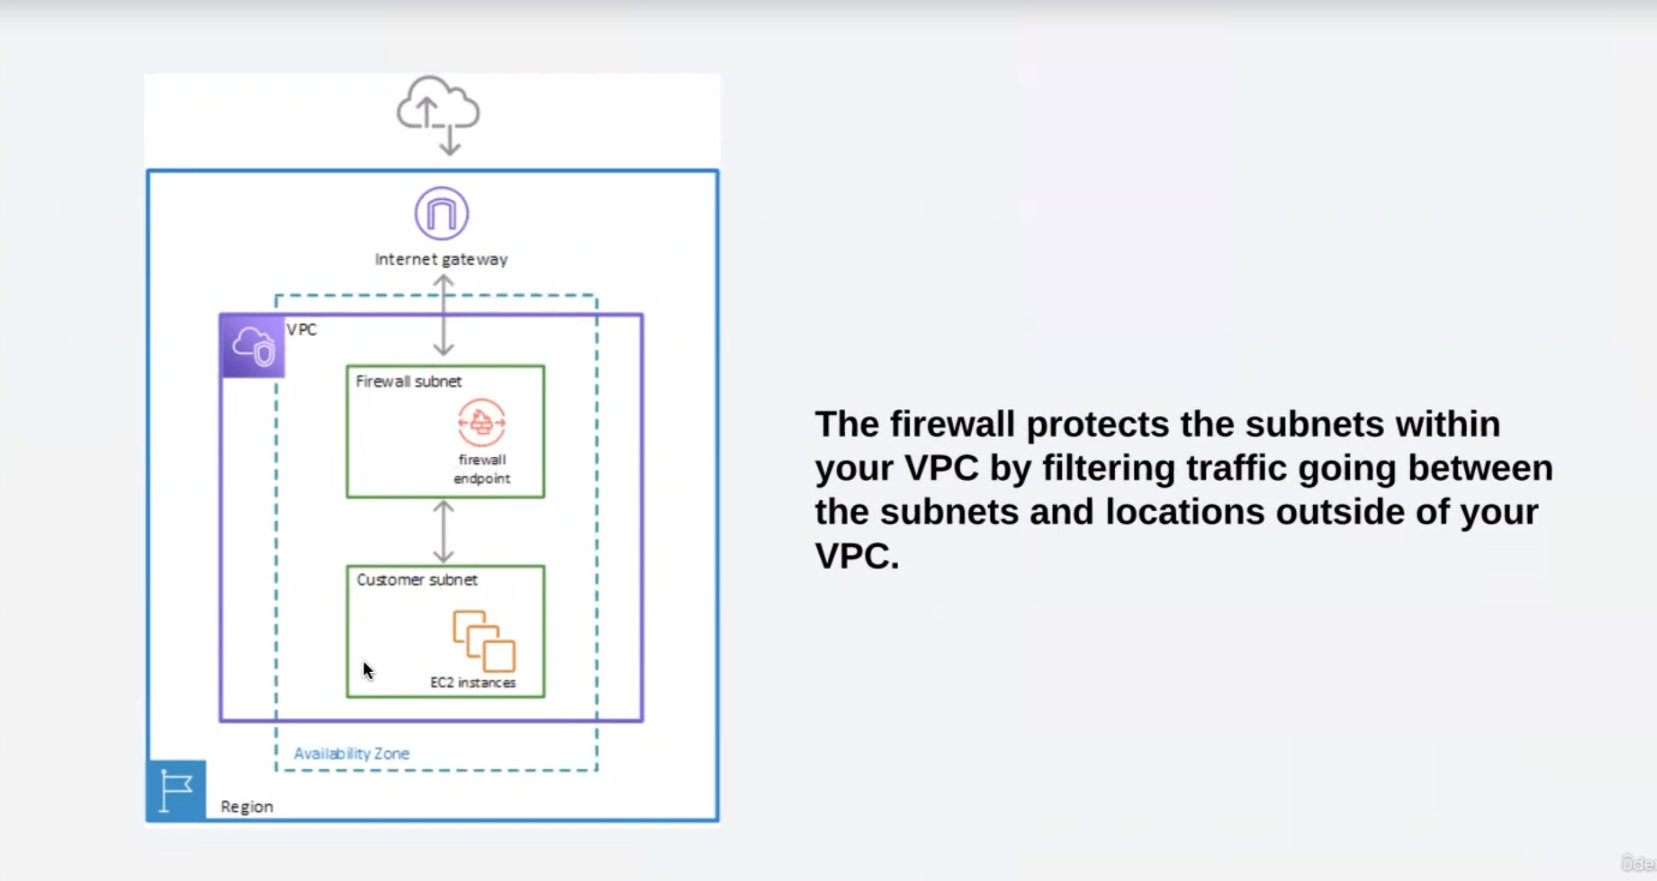 Internet gateway
VPC
Firewall subnet
firewall
endpoint
Customer subnet
EC2 instances
Availability Zone
Region
The firewall protects the subnets within
your VPC by filtering traffic going between
the subnets and locations outside of your
VPC.